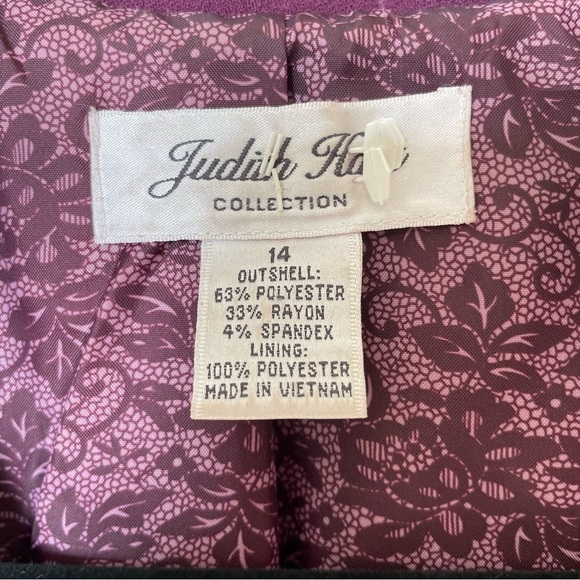 Judith
COLLECTION
14
OUTSHELL:
63% POLYESTER
33% RAYON
4% SPANDEX
LINING:
100% POLYESTER
MADE IN VIETNAM